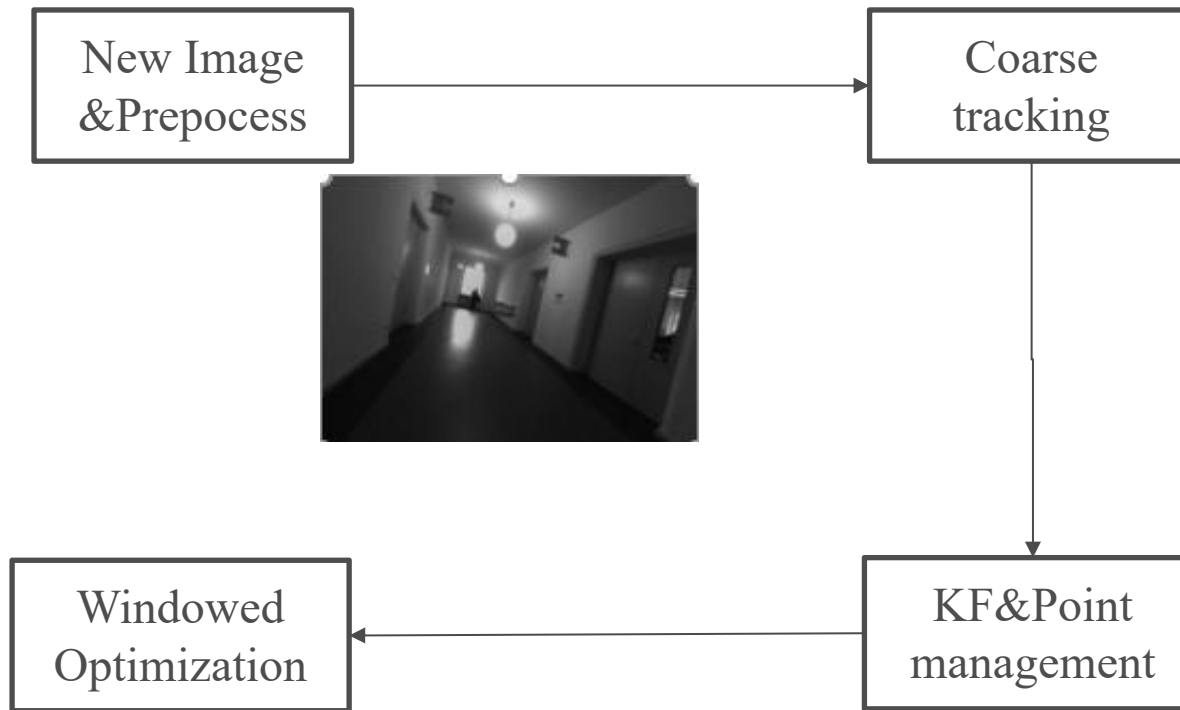 New Image
&Prepocess
Coarse
tracking
KF&Point
management
Windowed
Optimization